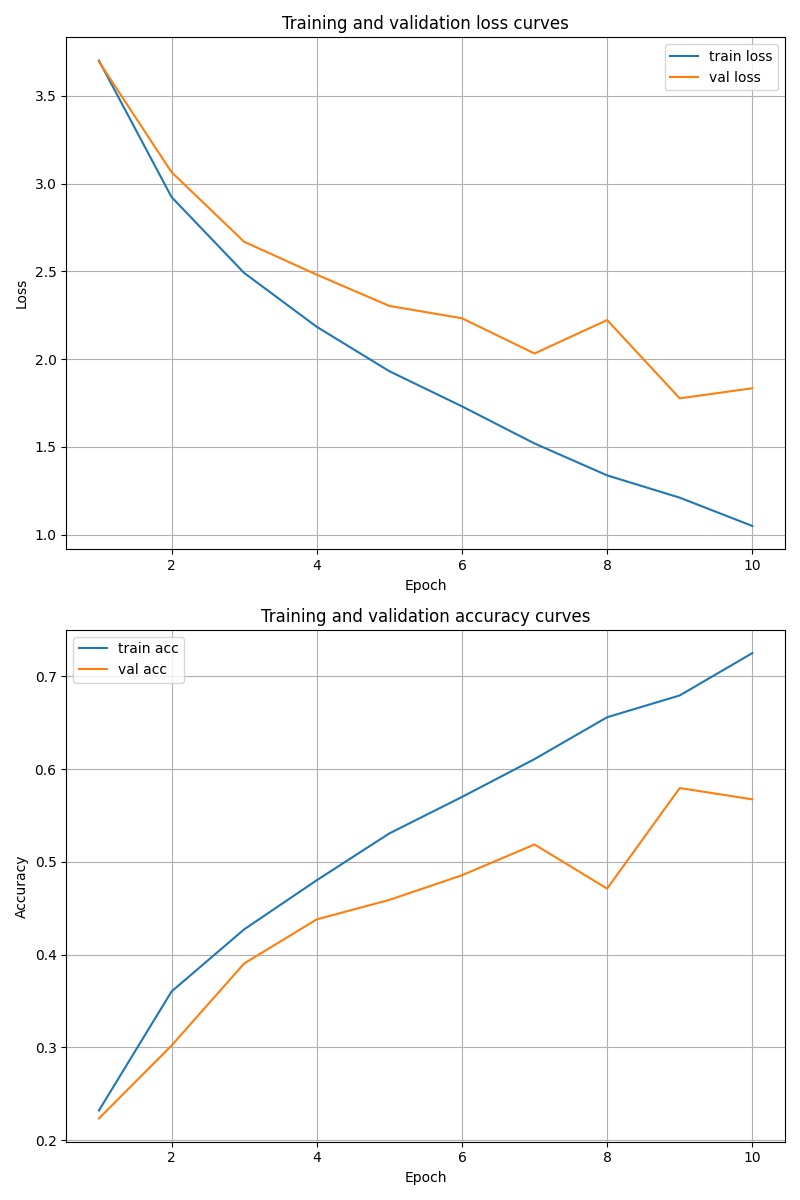 Training and validation loss curves
train loss
val loss
3.5
3.0
2.5
2.0
1.5
1.0
Loss
2 4 6 8 10
Epoch
Training and validation accuracy curves
train acc
val acc
0.7
0.6
0.5
0.4
0.3
0.2
Accuracy
2 4 6 8 10
Epoch